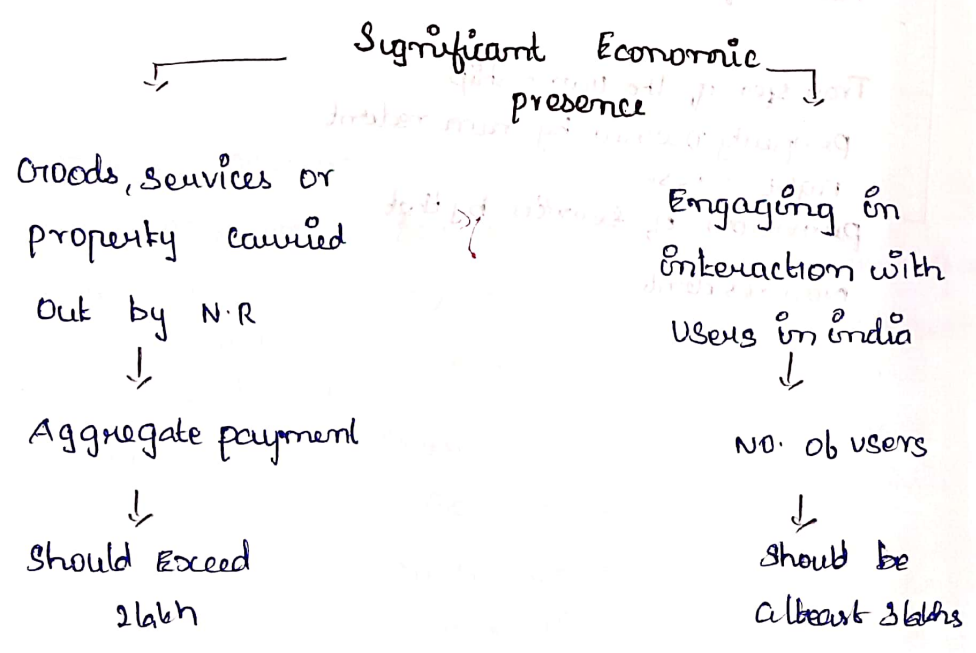 Significant Economic
presence
Goods, Services or
property carried
out by N.R
Aggregate payment
Should Exceed
2 lakh
Engaging in
interaction with
users in india
No. of users
Should be
atleast 3 lakhs